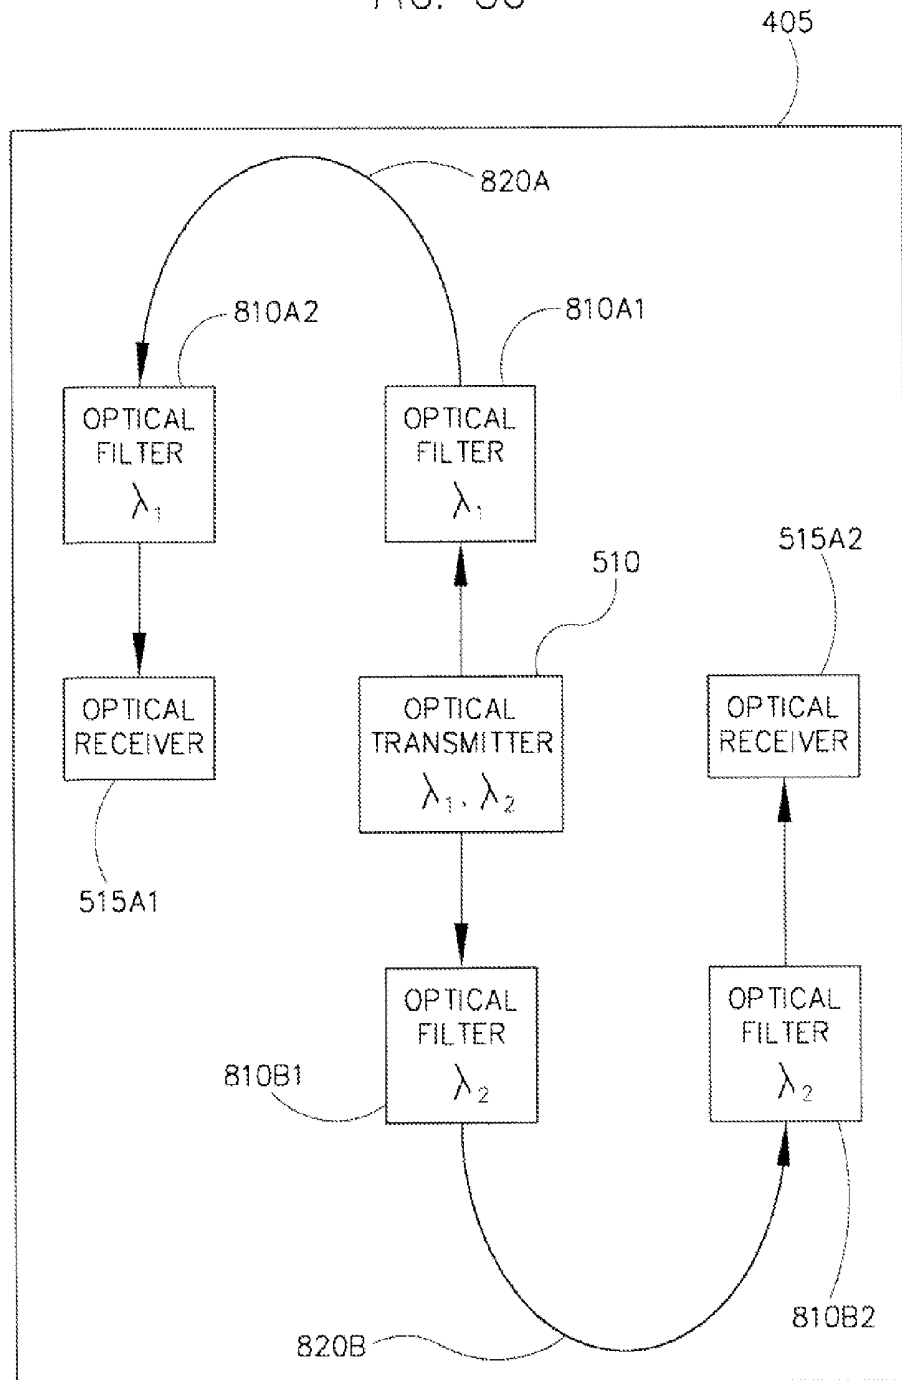 405
820A
810A2
810A1
OPTICAL
FILTER
λ₁
OPTICAL
FILTER
λ₁
510
515A2
OPTICAL
RECEIVER
OPTICAL
TRANSMITTER
λ₁, λ₂
OPTICAL
RECEIVER
515A1
OPTICAL
FILTER
λ₂
OPTICAL
FILTER
λ₂
810B1
810B2
820B